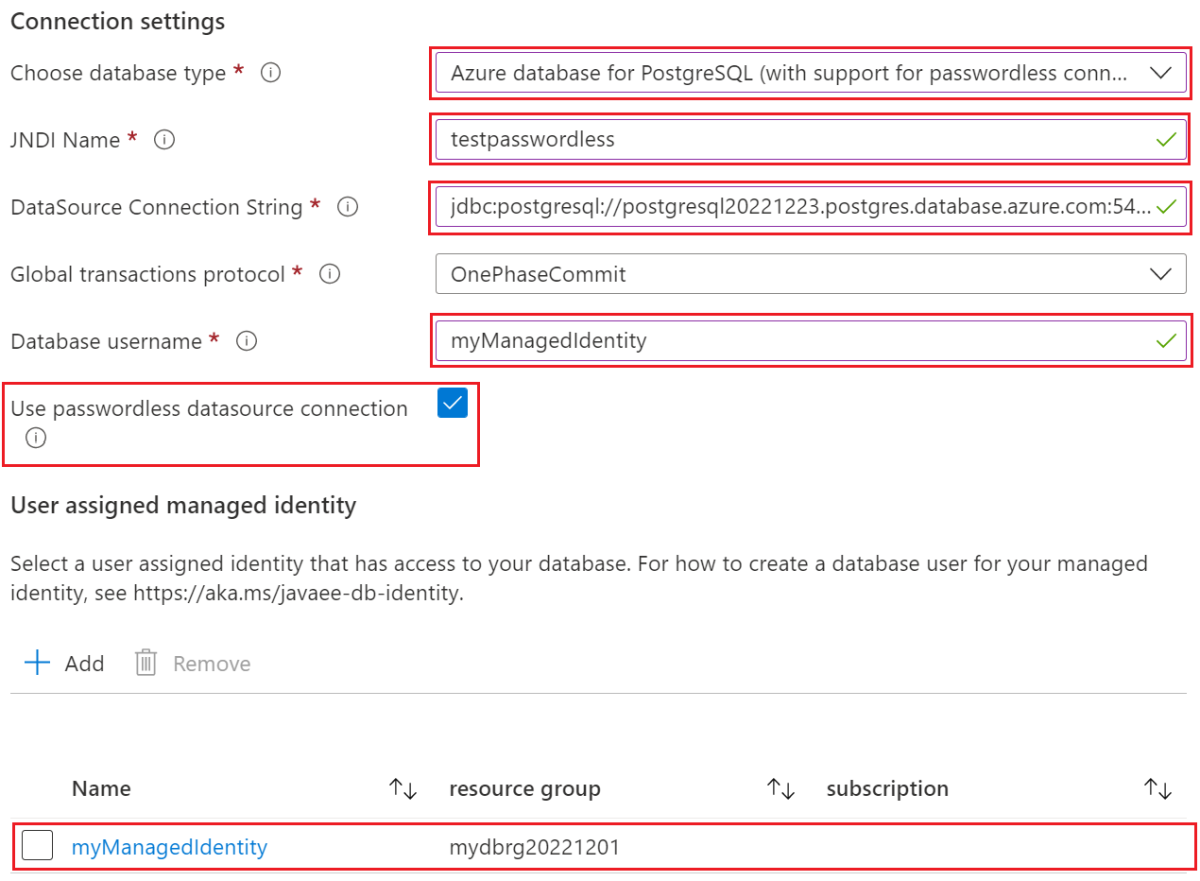 Connection settings
Choose database type * Azure database for PostgreSQL (with support for passwordless conn...
JNDI Name * testpasswordless
DataSource Connection String * jdbc:postgresql://postgresql20221223.postgres.database.azure.com:54...
Global transactions protocol * OnePhaseCommit
Database username * myManagedIdentity
Use passwordless datasource connection
User assigned managed identity
Select a user assigned identity that has access to your database. For how to create a database user for your managed
identity, see https://aka.ms/javaee-db-identity.
Add Remove
Name resource group subscription
myManagedIdentity mydbrg20221201